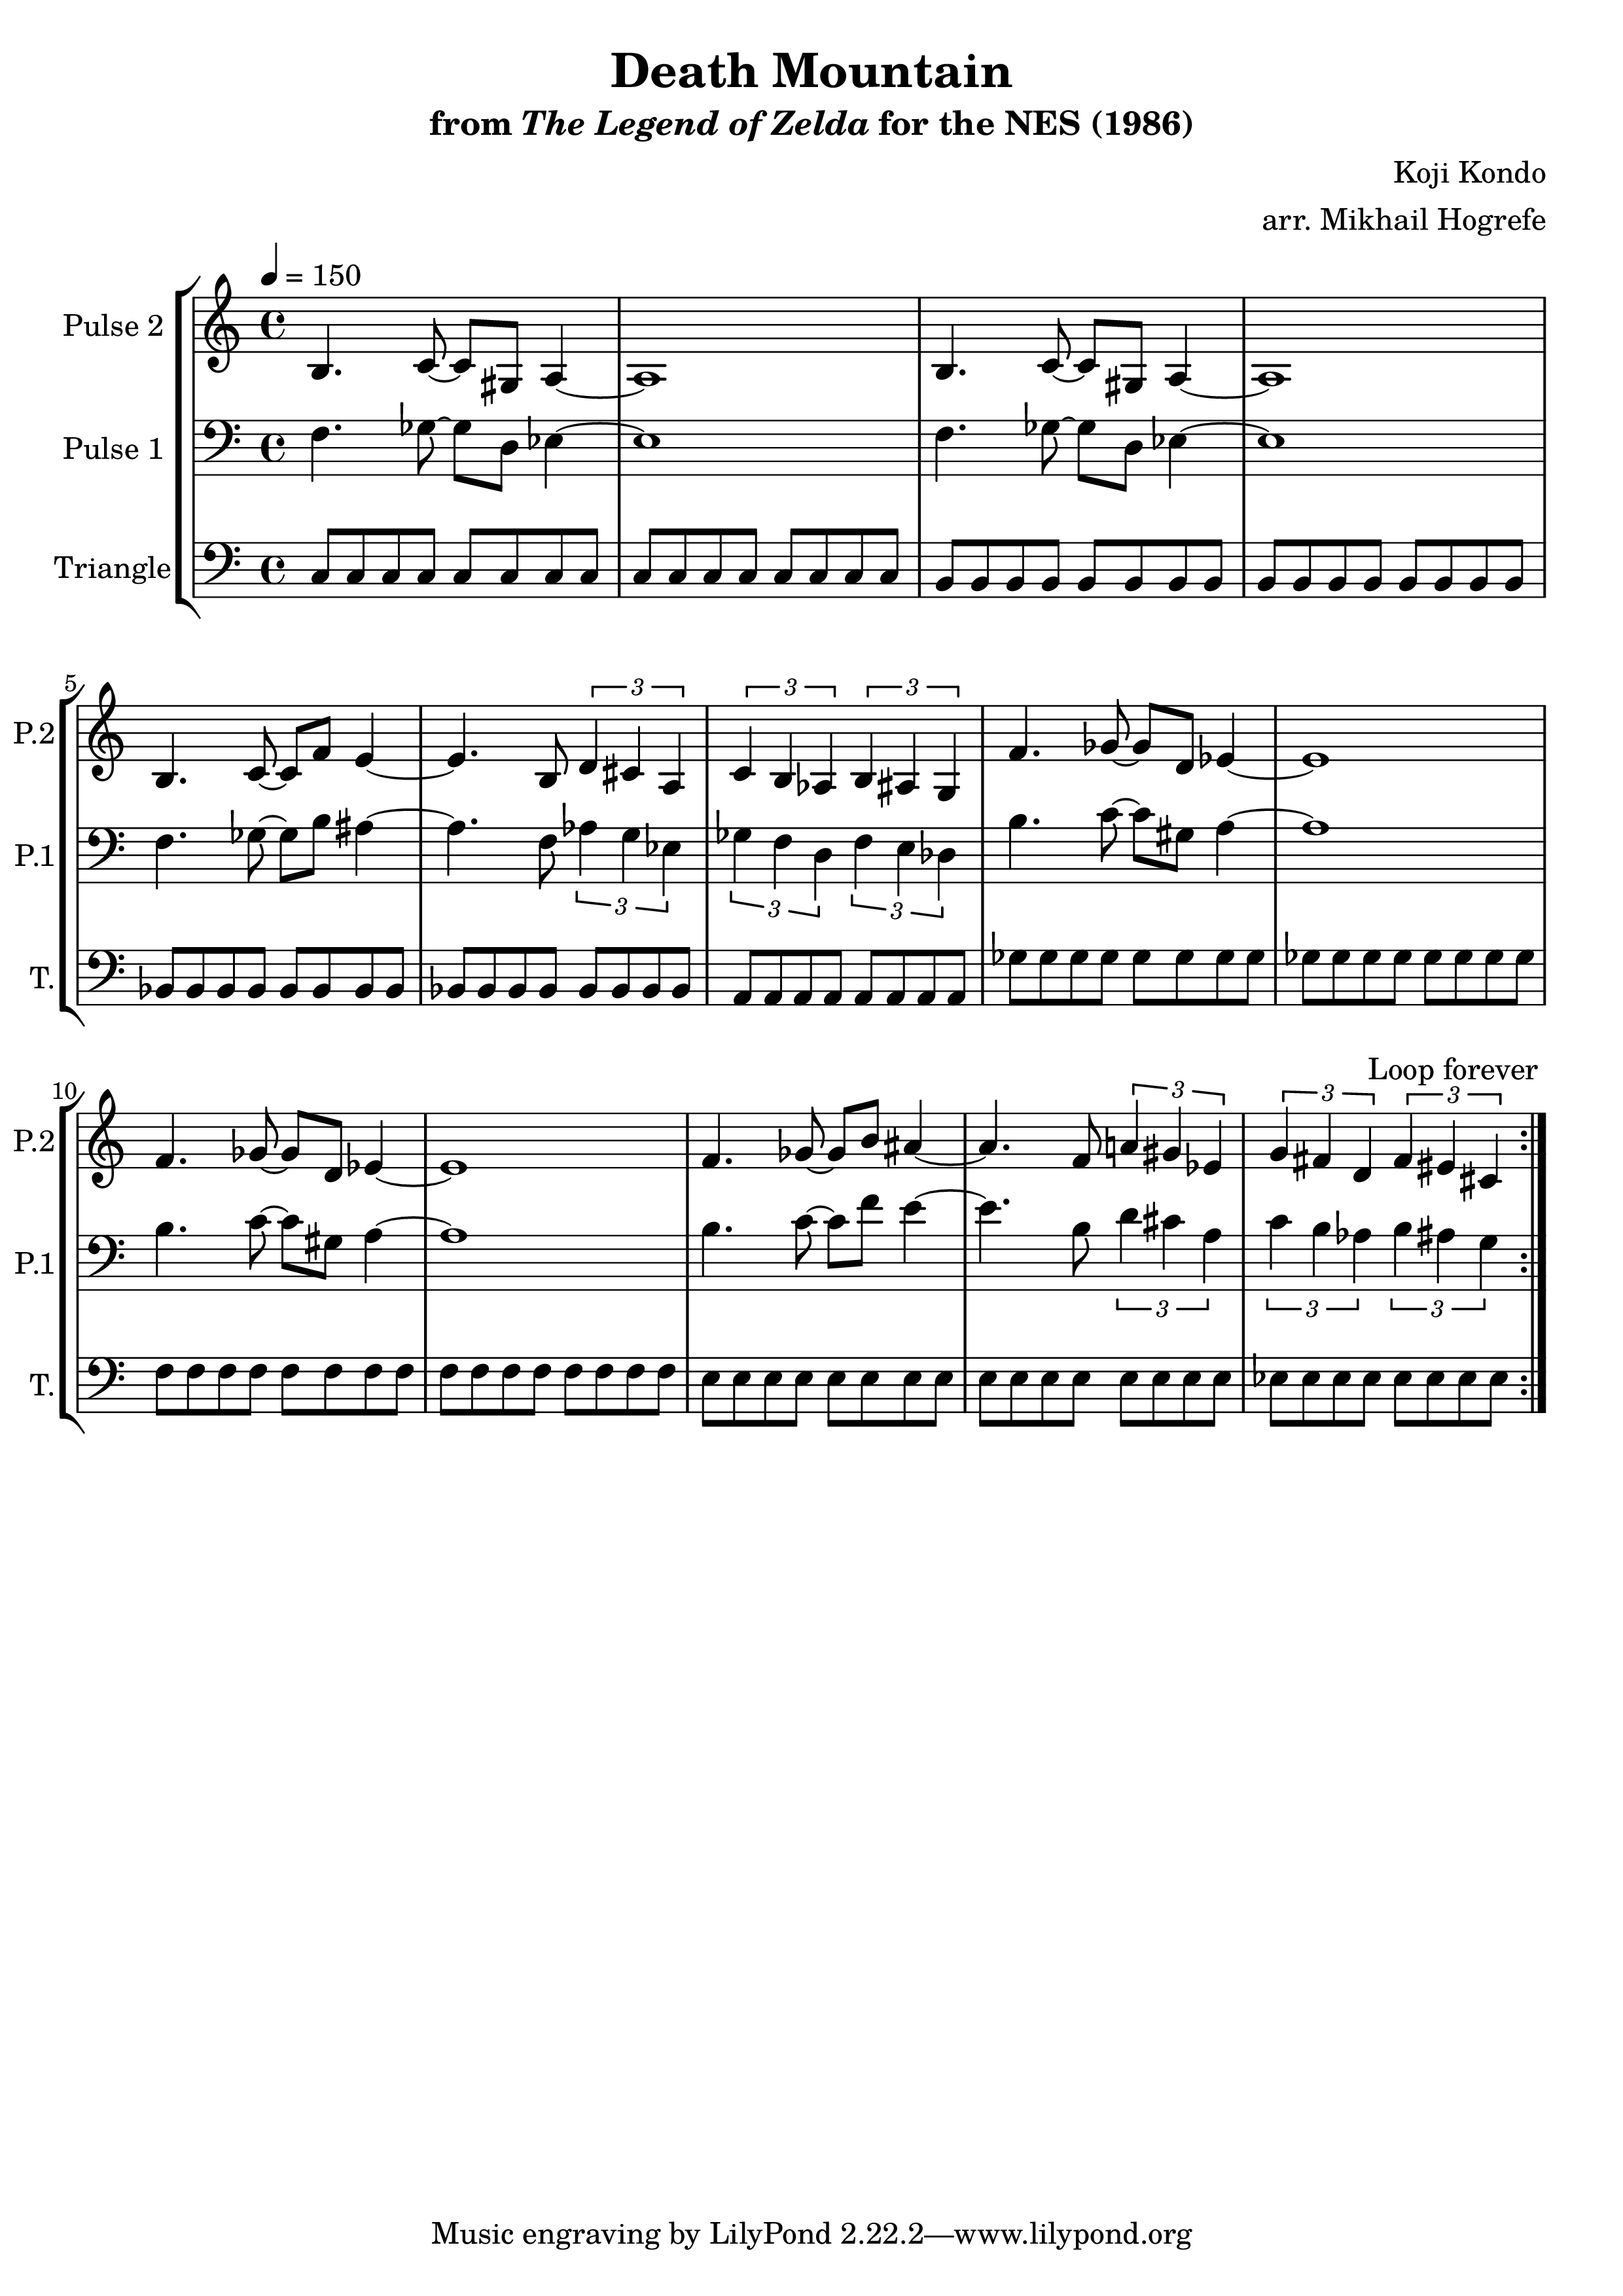 Death Mountain
from The Legend of Zelda for the NES (1986)
Koji Kondo
arr. Mikhail Hogrefe
= 150
Pulse 2
Pulse 1
Triangle
5
3
3
3
P.2
P.1
3
3
3
T.
10
Loop forever
3
3
3
P.2
P.1
3
3
3
T.
Music engraving by LilyPond 2.22.2—www.lilypond.org